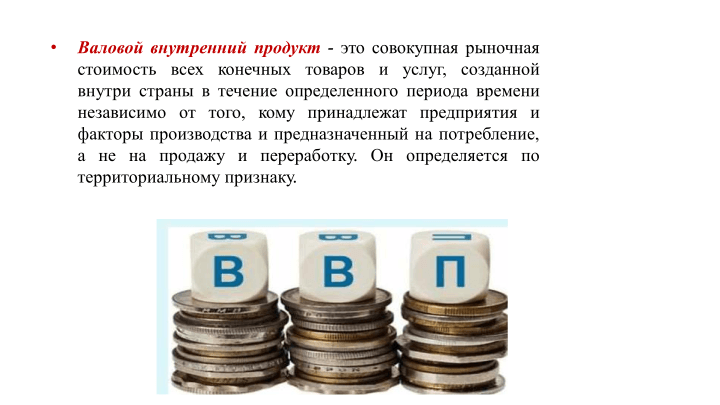 • Валовой внутренний продукт - это совокупная рыночная
стоимость всех конечных товаров и услуг, созданной
внутри страны в течение определенного периода времени
независимо от того, кому принадлежат предприятия и
факторы производства и предназначенный на потребление,
а не на продажу и переработку. Он определяется по
территориальному признаку.
В В П
В В П